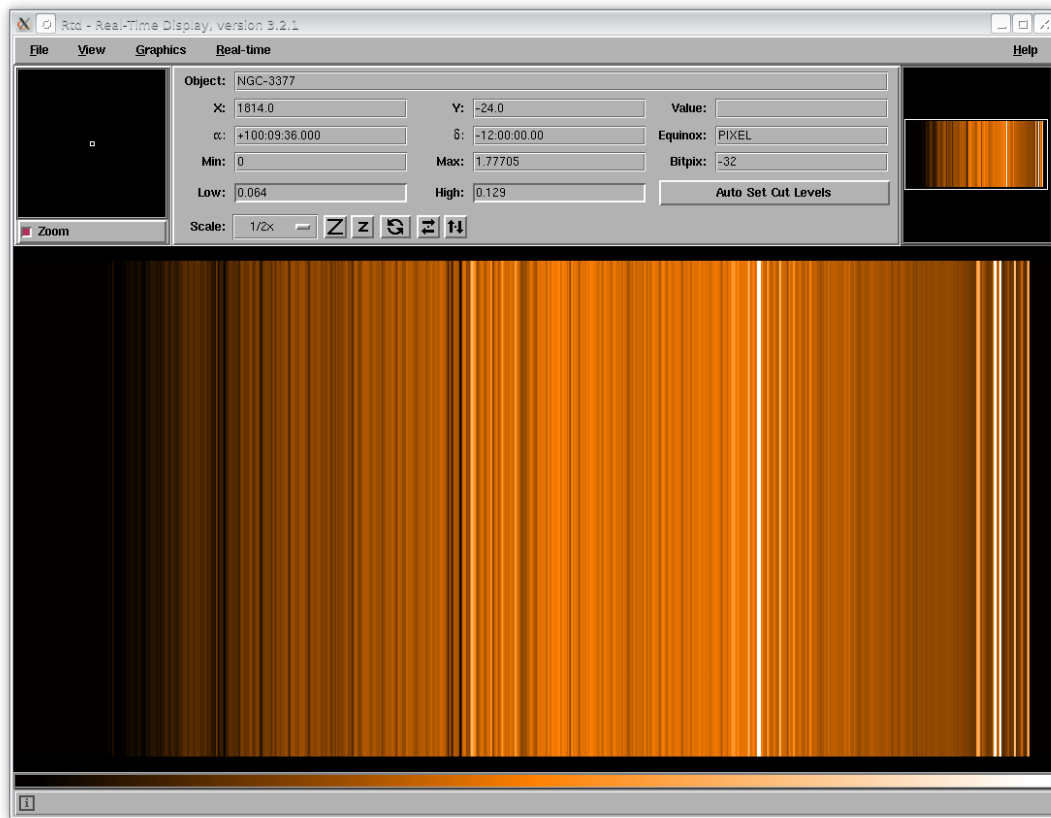 Rtd - Real-Time Display, version 3.2.1
File View Graphics Real-time Help
Object: NGC-3377
X: 1814.0 Y: -24.0 Value:
α: +100:09:36.000 δ: -12:00:00.00 Equinox: PIXEL
Min: 0 Max: 1.77705 Bitpix: -32
Low: 0.064 High: 0.129 Auto Set Cut Levels
Zoom Scale: 1/2x Z z